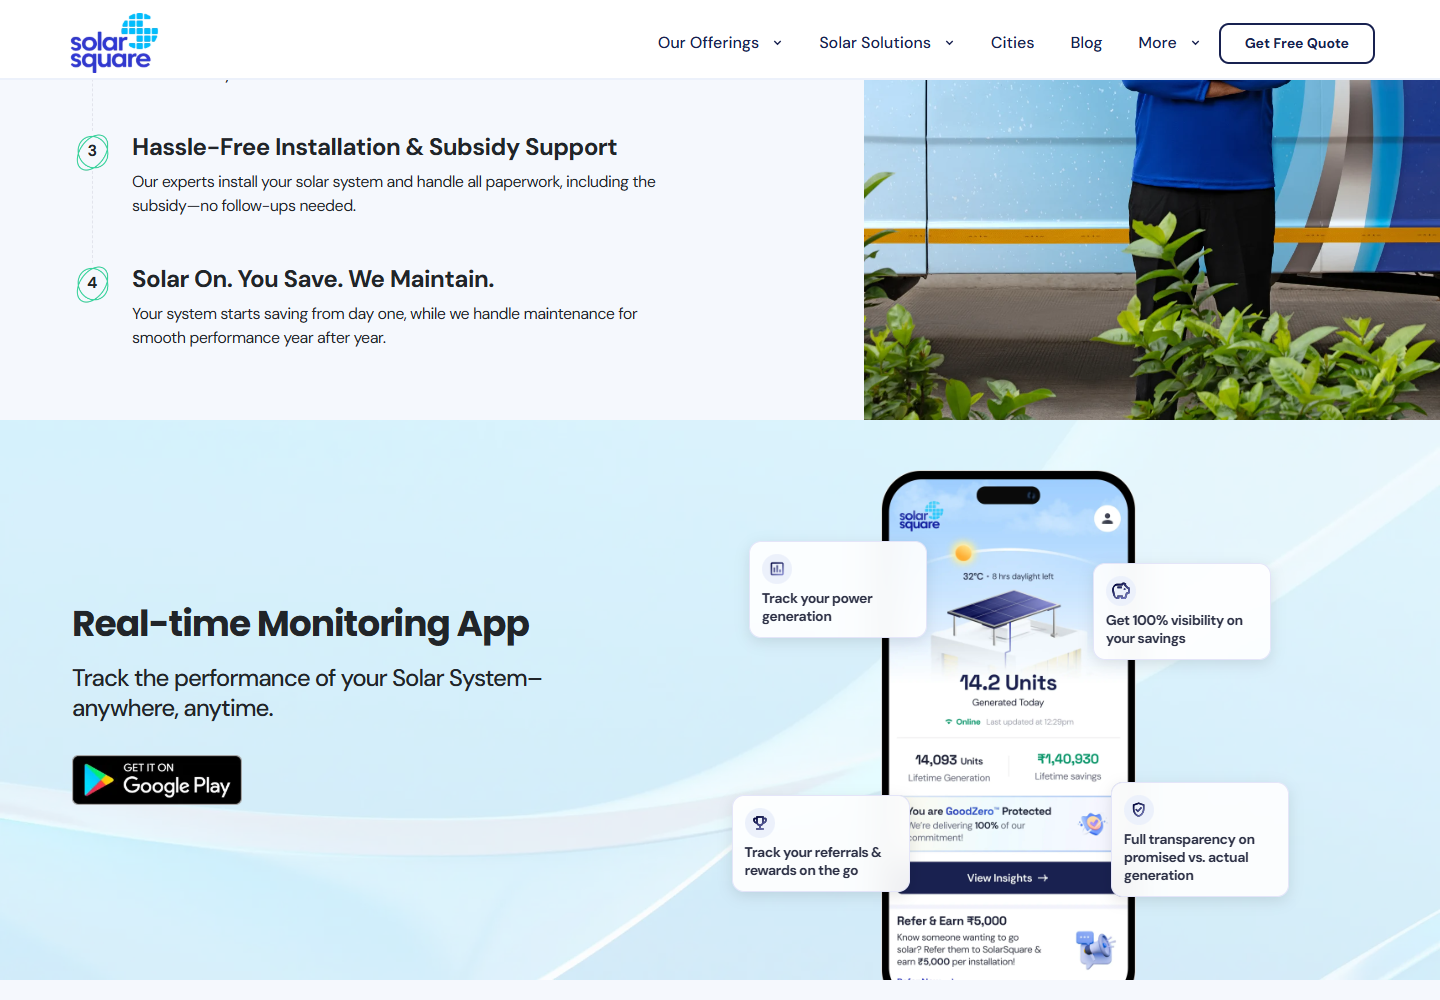 solar
square
Our Offerings
Solar Solutions
Cities
Blog
More
Get Free Quote
3
Hassle-Free Installation & Subsidy Support
Our experts install your solar system and handle all paperwork, including the
subsidy—no follow-ups needed.
4
Solar On. You Save. We Maintain.
Your system starts saving from day one, while we handle maintenance for
smooth performance year after year.
Real-time Monitoring App
Track the performance of your Solar System–
anywhere, anytime.
GET IT ON
Google Play
solar
square
32°C • 8 hrs daylight left
Track your power
generation
Get 100% visibility on
your savings
14.2 Units
Generated Today
Online Last updated at 12:29pm
14,093 Units
Lifetime Generation
₹1,40,930
Lifetime savings
You are GoodZero™ Protected
We're delivering 100% of our
commitment!
Track your referrals &
rewards on the go
Full transparency on
promised vs. actual
generation
View Insights →
Refer & Earn ₹5,000
Know someone wanting to go
solar? Refer them to SolarSquare &
earn ₹5,000 per installation!